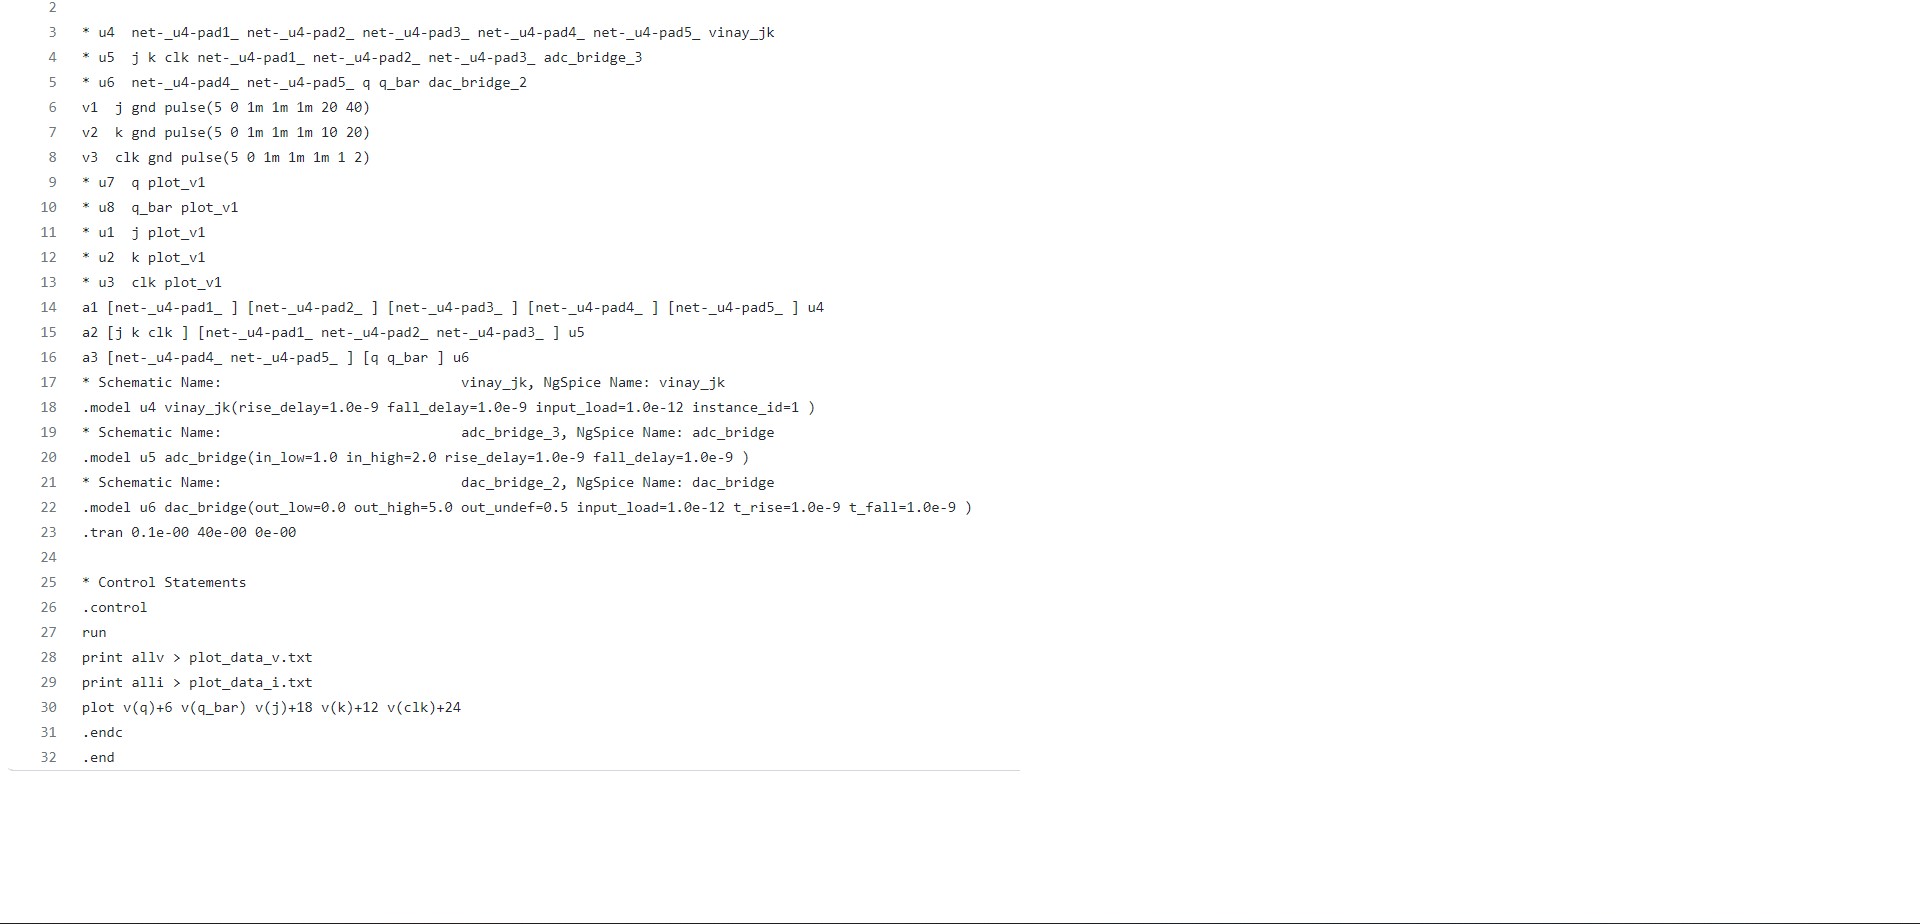 2
3 * u4  net-_u4-pad1_ net-_u4-pad2_ net-_u4-pad3_ net-_u4-pad4_ net-_u4-pad5_ vinay_jk
4 * u5  j k clk net-_u4-pad1_ net-_u4-pad2_ net-_u4-pad3_ adc_bridge_3
5 * u6  net-_u4-pad4_ net-_u4-pad5_ q q_bar dac_bridge_2
6 v1  j gnd pulse(5 0 1m 1m 1m 20 40)
7 v2  k gnd pulse(5 0 1m 1m 1m 10 20)
8 v3  clk gnd pulse(5 0 1m 1m 1m 1 2)
9 * u7  q plot_v1
10 * u8  q_bar plot_v1
11 * u1  j plot_v1
12 * u2  k plot_v1
13 * u3  clk plot_v1
14 a1 [net-_u4-pad1_ ] [net-_u4-pad2_ ] [net-_u4-pad3_ ] [net-_u4-pad4_ ] [net-_u4-pad5_ ] u4
15 a2 [j k clk ] [net-_u4-pad1_ net-_u4-pad2_ net-_u4-pad3_ ] u5
16 a3 [net-_u4-pad4_ net-_u4-pad5_ ] [q q_bar ] u6
17 * Schematic Name:                             vinay_jk, NgSpice Name: vinay_jk
18 .model u4 vinay_jk(rise_delay=1.0e-9 fall_delay=1.0e-9 input_load=1.0e-12 instance_id=1 )
19 * Schematic Name:                             adc_bridge_3, NgSpice Name: adc_bridge
20 .model u5 adc_bridge(in_low=1.0 in_high=2.0 rise_delay=1.0e-9 fall_delay=1.0e-9 )
21 * Schematic Name:                             dac_bridge_2, NgSpice Name: dac_bridge
22 .model u6 dac_bridge(out_low=0.0 out_high=5.0 out_undef=0.5 input_load=1.0e-12 t_rise=1.0e-9 t_fall=1.0e-9 )
23 .tran 0.1e-00 40e-00 0e-00
24
25 * Control Statements
26 .control
27 run
28 print allv > plot_data_v.txt
29 print alli > plot_data_i.txt
30 plot v(q)+6 v(q_bar) v(j)+18 v(k)+12 v(clk)+24
31 .endc
32 .end